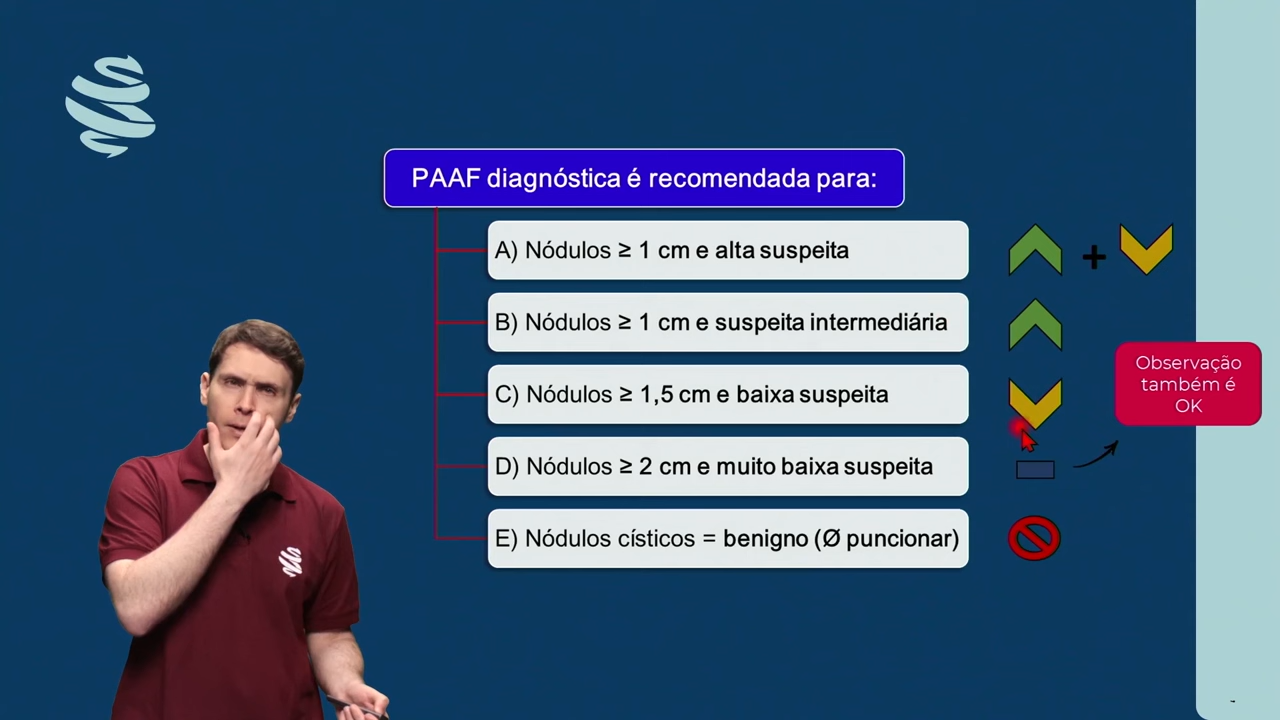 PAAF diagnóstica é recomendada para:
A) Nódulos ≥ 1 cm e alta suspeita
B) Nódulos ≥ 1 cm e suspeita intermediária
C) Nódulos ≥ 1,5 cm e baixa suspeita
D) Nódulos ≥ 2 cm e muito baixa suspeita
E) Nódulos císticos = benigno (Ø puncionar)
+
Observação
também é
OK